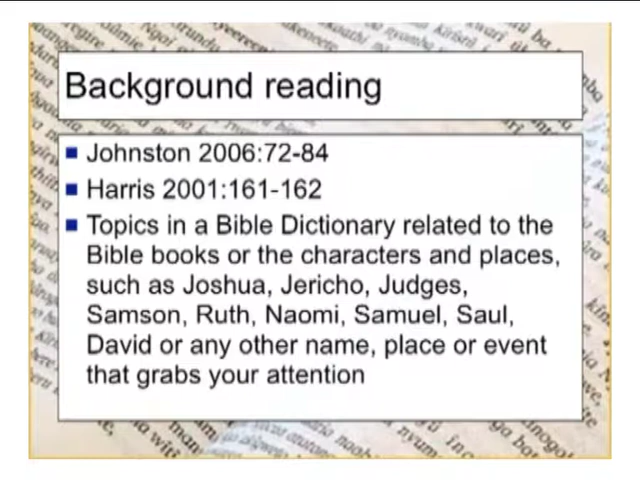 Background reading
Johnston 2006:72-84
Harris 2001:161-162
Topics in a Bible Dictionary related to the
Bible books or the characters and places,
such as Joshua, Jericho, Judges,
Samson, Ruth, Naomi, Samuel, Saul,
David or any other name, place or event
that grabs your attention